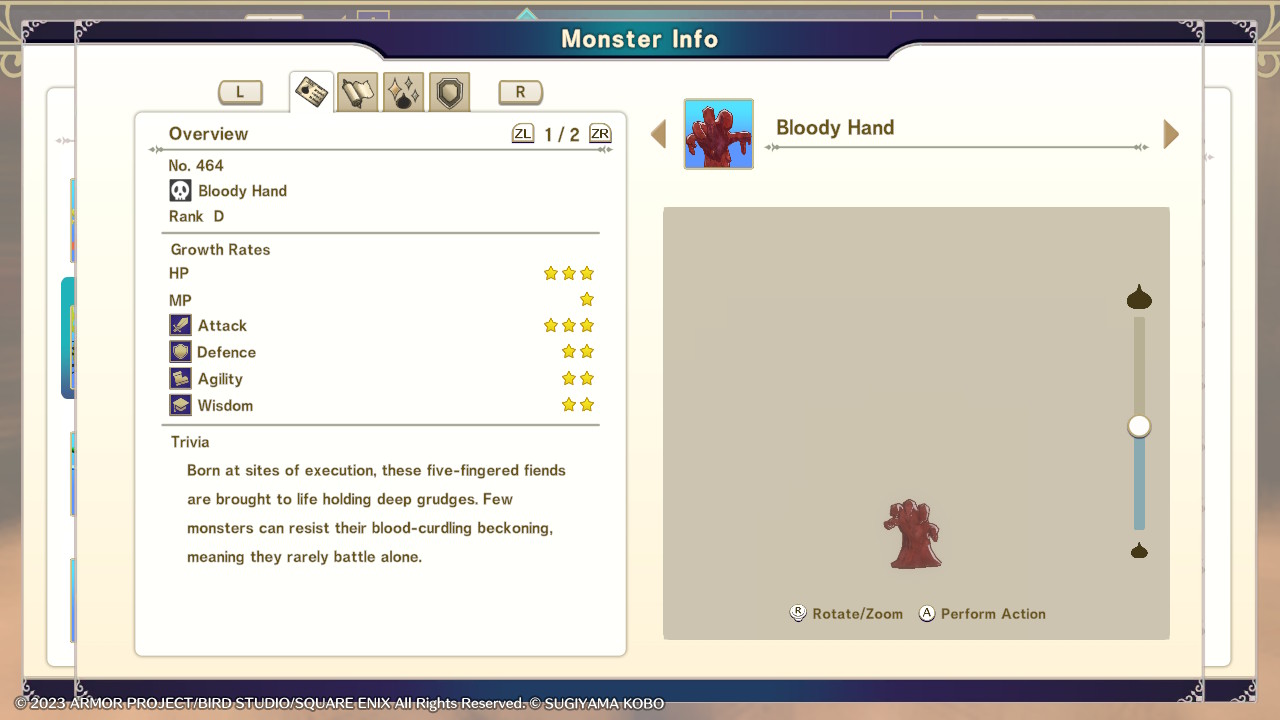 Monster Info
L
R
Overview
ZL 1 / 2 ZR
No. 464
Bloody Hand
Rank D
Growth Rates
HP
MP
Attack
Defence
Agility
Wisdom
Trivia
Born at sites of execution, these five-fingered fiends
are brought to life holding deep grudges. Few
monsters can resist their blood-curdling beckoning,
meaning they rarely battle alone.
Bloody Hand
R Rotate/Zoom A Perform Action
© 2023 ARMOR PROJECT/BIRD STUDIO/SQUARE ENIX All Rights Reserved. © SUGIYAMA KOBO